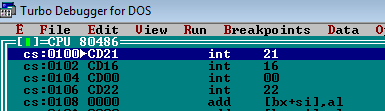 Turbo Debugger for DOS
E File Edit View Run Breakpoints Data O
[■]=CPU 80486
cs:0100►CD21 int 21
cs:0102 CD16 int 16
cs:0104 CD00 int 00
cs:0106 CD22 int 22
cs:0108 0000 add [bx+si],al